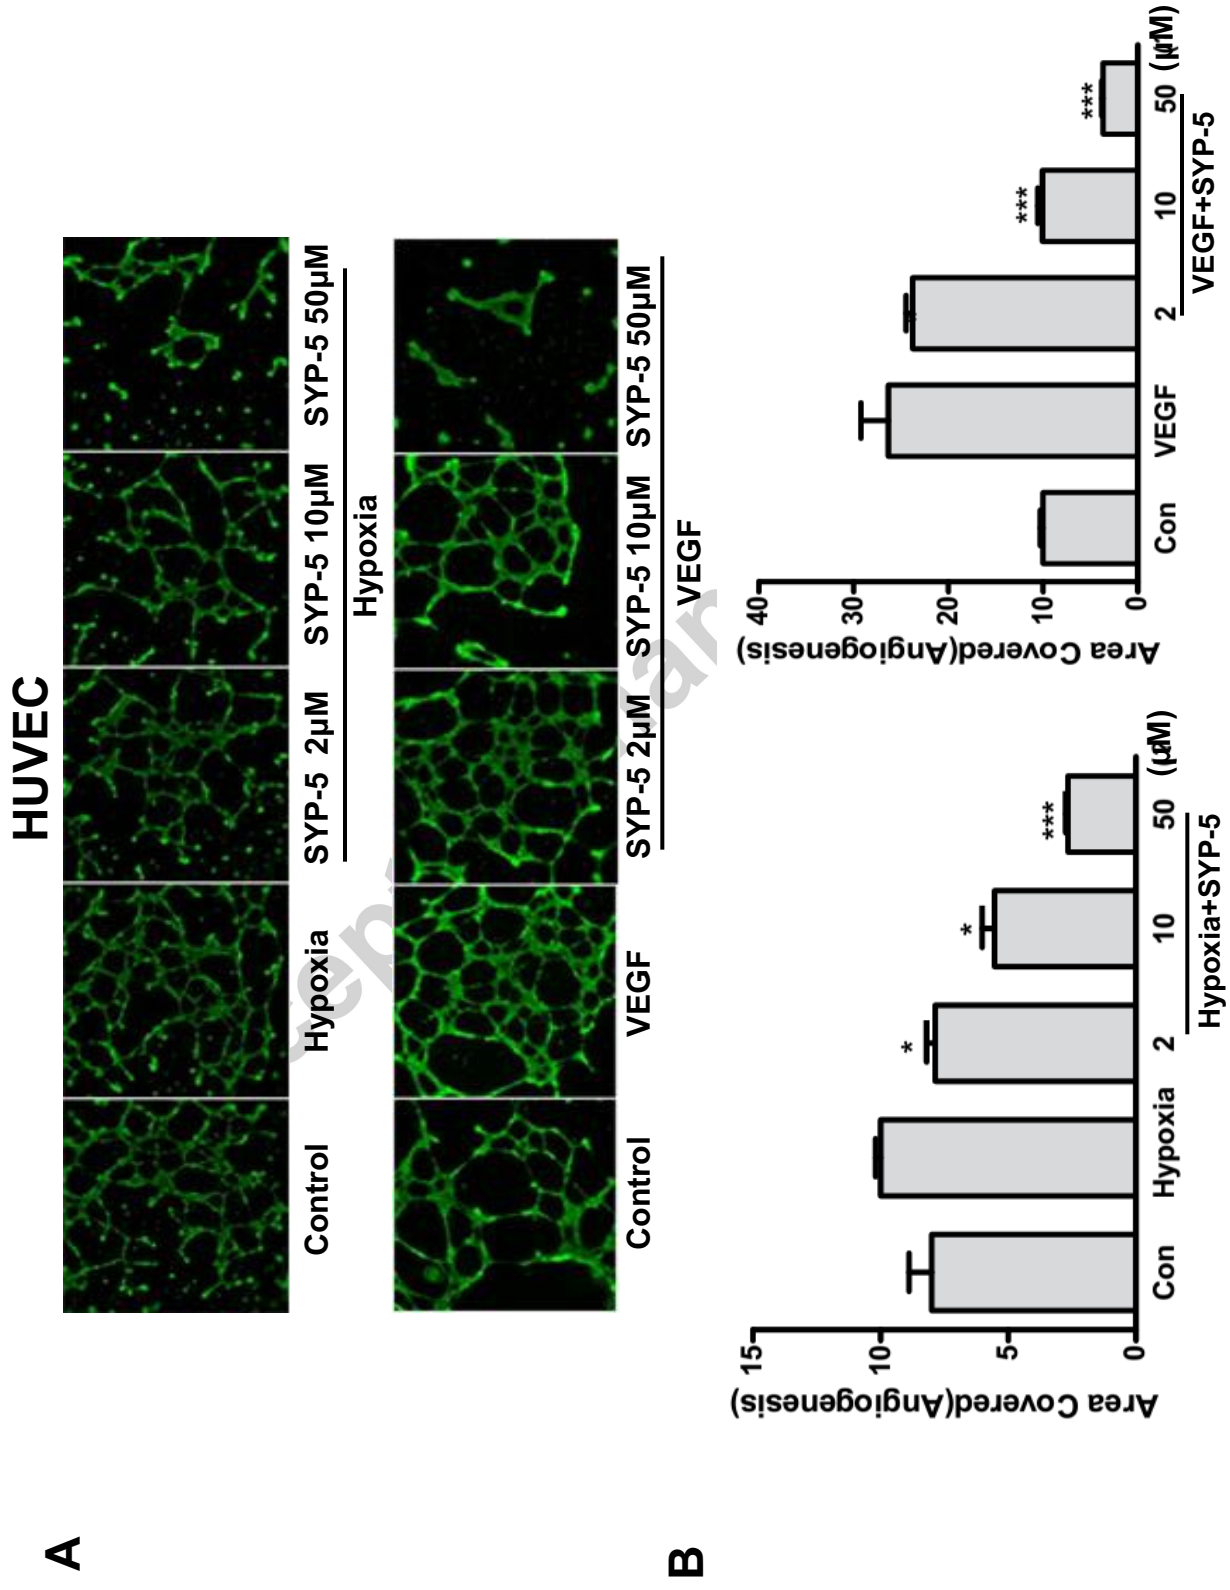 HUVEC
A
Control Hypoxia SYP-5 2μM SYP-5 10μM SYP-5 50μM
Hypoxia
Control VEGF SYP-5 2μM SYP-5 10μM SYP-5 50μM
VEGF
B
Area Covered(Angiogenesis)
15
10
5
0
Con Hypoxia 2 10 50
Hypoxia+SYP-5
Area Covered(Angiogenesis)
40
30
20
10
0
Con VEGF 2 10 50
VEGF+SYP-5
*
*
***
***
***